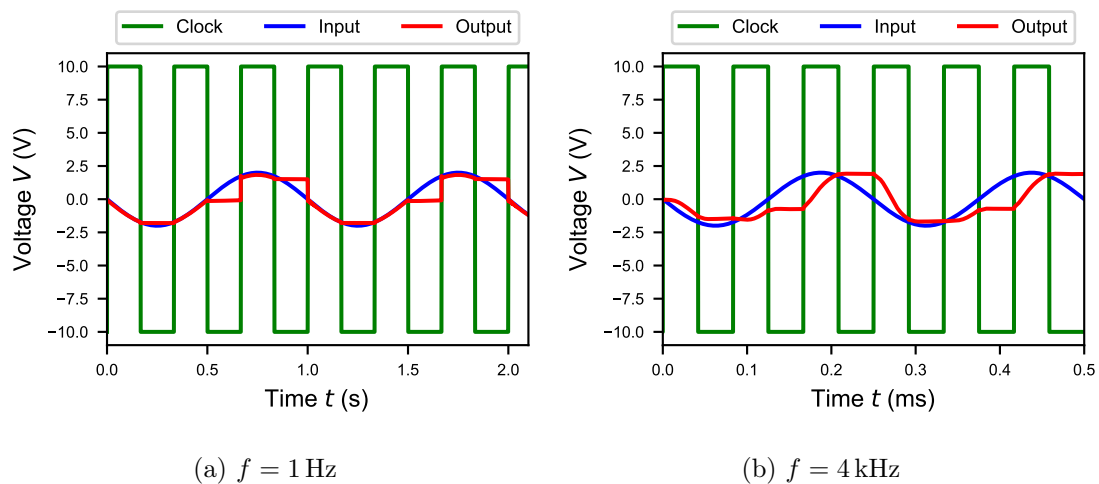 Clock Input Output
10.0
7.5
5.0
2.5
0.0
−2.5
−5.0
−7.5
−10.0
Voltage V (V)
0.0 0.5 1.0 1.5 2.0
Time t (s)
(a) f = 1 Hz
Clock Input Output
10.0
7.5
5.0
2.5
0.0
−2.5
−5.0
−7.5
−10.0
Voltage V (V)
0.0 0.1 0.2 0.3 0.4 0.5
Time t (ms)
(b) f = 4 kHz